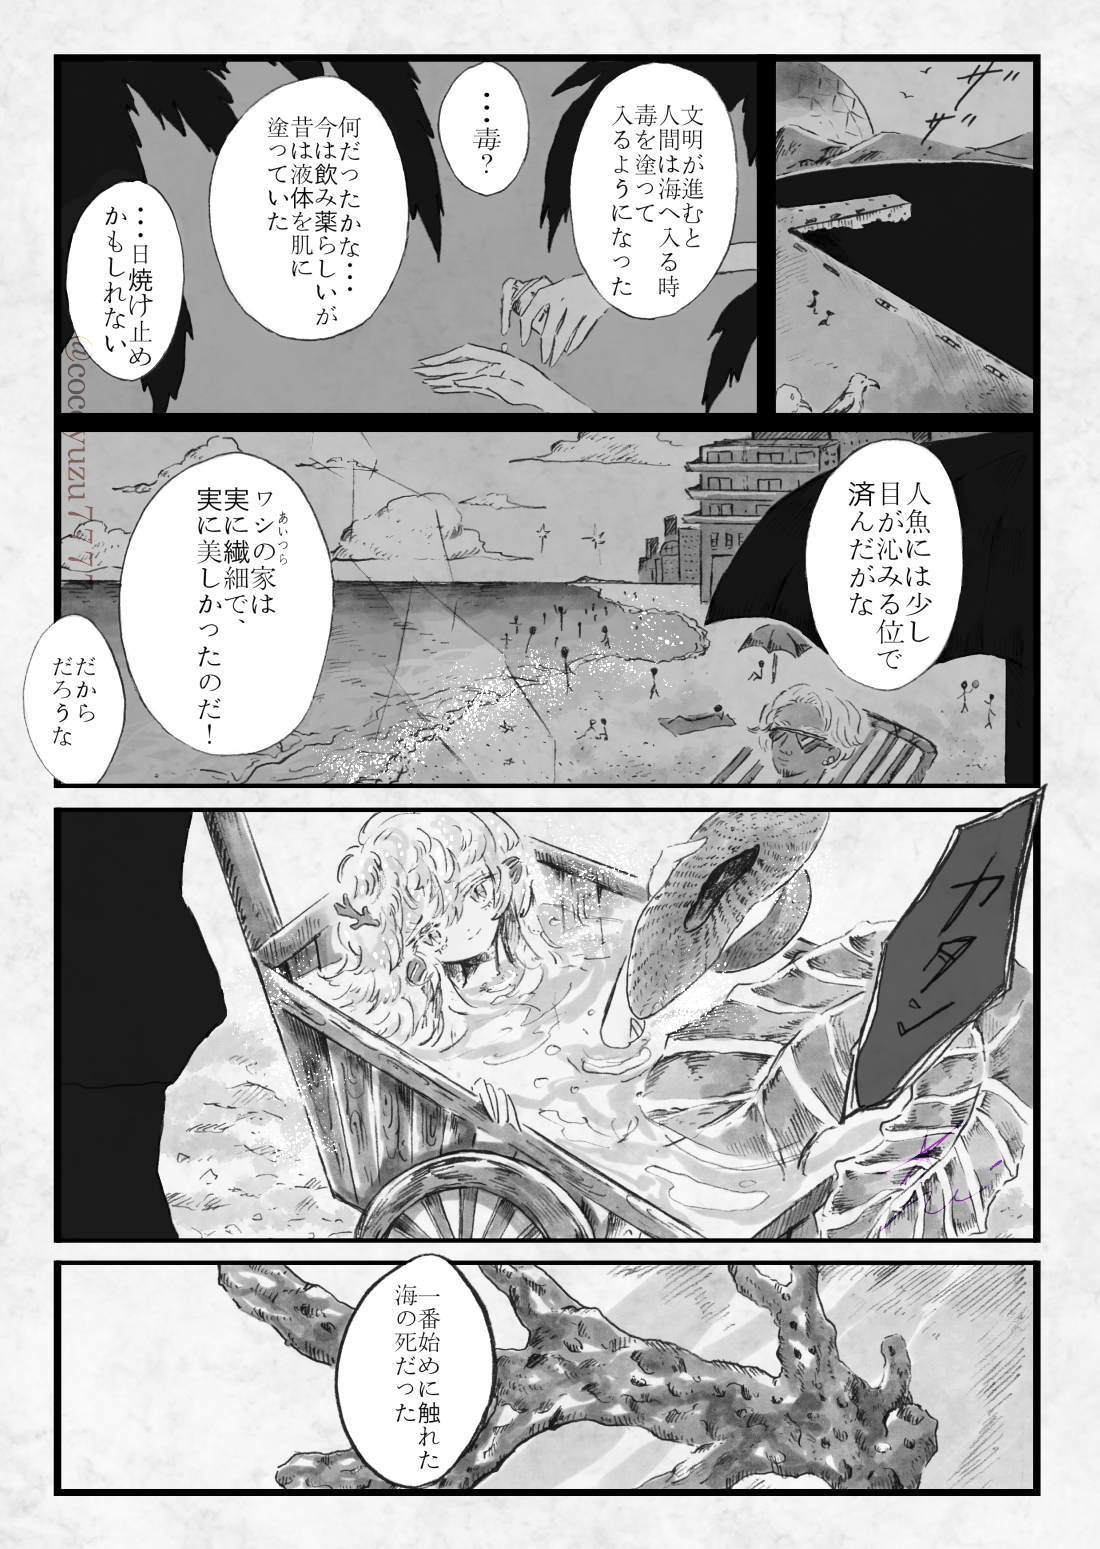 ザ
ザ
文明が進むと
人間は海へ入る時
毒を塗って
入るようになった
・・・毒?
何だったかな・・・
今は飲み薬らしいが
昔は液体を肌に
塗っていた
・・・日焼け止め
かもしれない
人魚には少し
目が沁みる位で
済んだがな
ワシの家は
あいつら
実に繊細で、
実に美しかったのだ!
だから
だろうな
カタン
一番始めに触れた
海の死だった